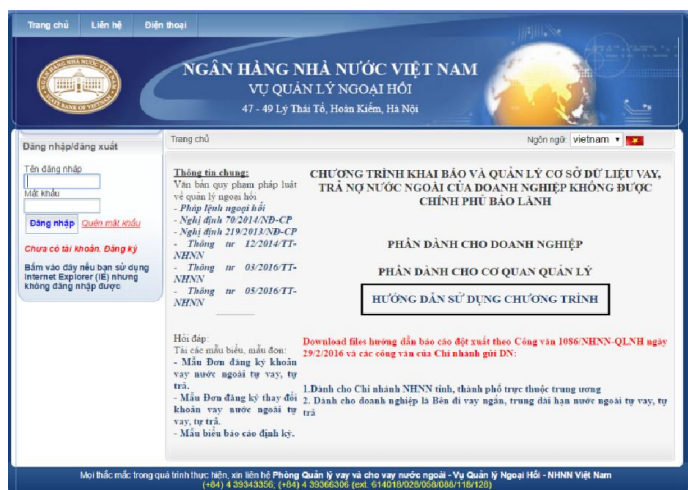 Trang chủ Liên hệ Điện thoại
NGÂN HÀNG NHÀ NƯỚC VIỆT NAM
VỤ QUẢN LÝ NGOẠI HỐI
47 - 49 Lý Thái Tổ, Hoàn Kiếm, Hà Nội
Đăng nhập/đăng xuất
Tên đăng nhập
Mật khẩu
Đăng nhập Quên mật khẩu
Chưa có tài khoản. Đăng ký
Bấm vào đây nếu bạn sử dụng
Internet Explorer (IE) nhưng
không đăng nhập được
Trang chủ
Ngôn ngữ: vietnam
Thông tin chung:
Văn bản quy phạm pháp luật
về quản lý ngoại hối
- Pháp lệnh ngoại hối
- Nghị định 70/2014/NĐ-CP
- Nghị định 219/2013/NĐ-CP
- Thông tư 12/2014/TT-
NHNN
- Thông tư 03/2016/TT-
NHNN
- Thông tư 05/2016/TT-
NHNN
Hỏi đáp:
Tải các mẫu biểu, mẫu đơn:
- Mẫu Đơn đăng ký khoản
vay nước ngoài tự vay, tự
trả.
- Mẫu Đơn đăng ký thay đổi
khoản vay nước ngoài tự
vay, tự trả.
- Mẫu biểu báo cáo định kỳ.
CHƯƠNG TRÌNH KHAI BÁO VÀ QUẢN LÝ CƠ SỞ DỮ LIỆU VAY,
TRẢ NỢ NƯỚC NGOÀI CỦA DOANH NGHIỆP KHÔNG ĐƯỢC
CHÍNH PHỦ BẢO LÃNH
PHẦN DÀNH CHO DOANH NGHIỆP
PHẦN DÀNH CHO CƠ QUAN QUẢN LÝ
HƯỚNG DẪN SỬ DỤNG CHƯƠNG TRÌNH
Download files hướng dẫn báo cáo đột xuất theo Công văn 1086/NHNN-QLNH ngày
29/2/2016 và các công văn của Chi nhánh gửi DN:
1.Dành cho Chi nhánh NHNN tỉnh, thành phố trực thuộc trung ương
2. Dành cho doanh nghiệp là Bên đi vay ngắn, trung dài hạn nước ngoài tự vay, tự
trả
Mọi thắc mắc trong quá trình thực hiện, xin liên hệ Phòng Quản lý vay và cho vay nước ngoài - Vụ Quản lý Ngoại Hối - NHNN Việt Nam
(+84) 4 39343356; (+84) 4 39366306 (ext. 614018/028/058/088/118/128)